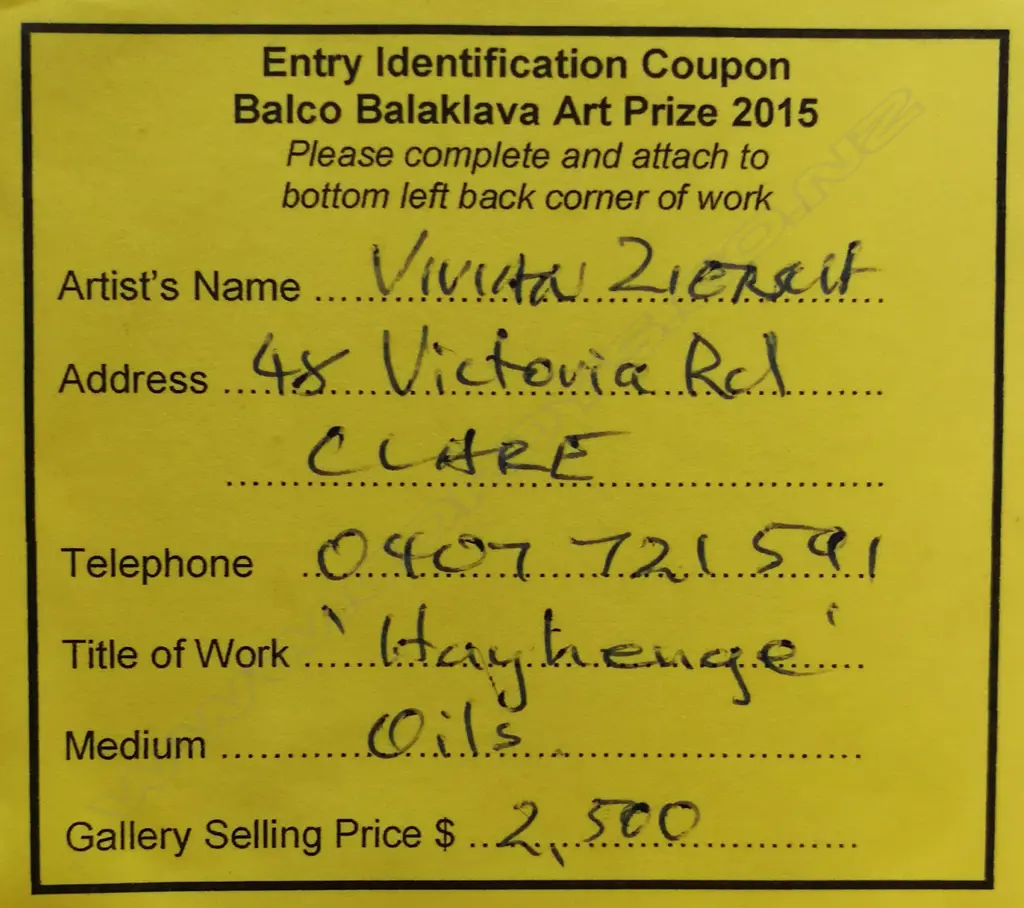 Entry Identification Coupon
Balco Balaklava Art Prize 2015
Please complete and attach to
bottom left back corner of work
Artist's Name VIVIAN ZIERSCH
Address 48 Victoria Rd
CLARE
Telephone 0407 721 591
Title of Work 'Hayhenge'
Medium Oils
Gallery Selling Price $ 2,500